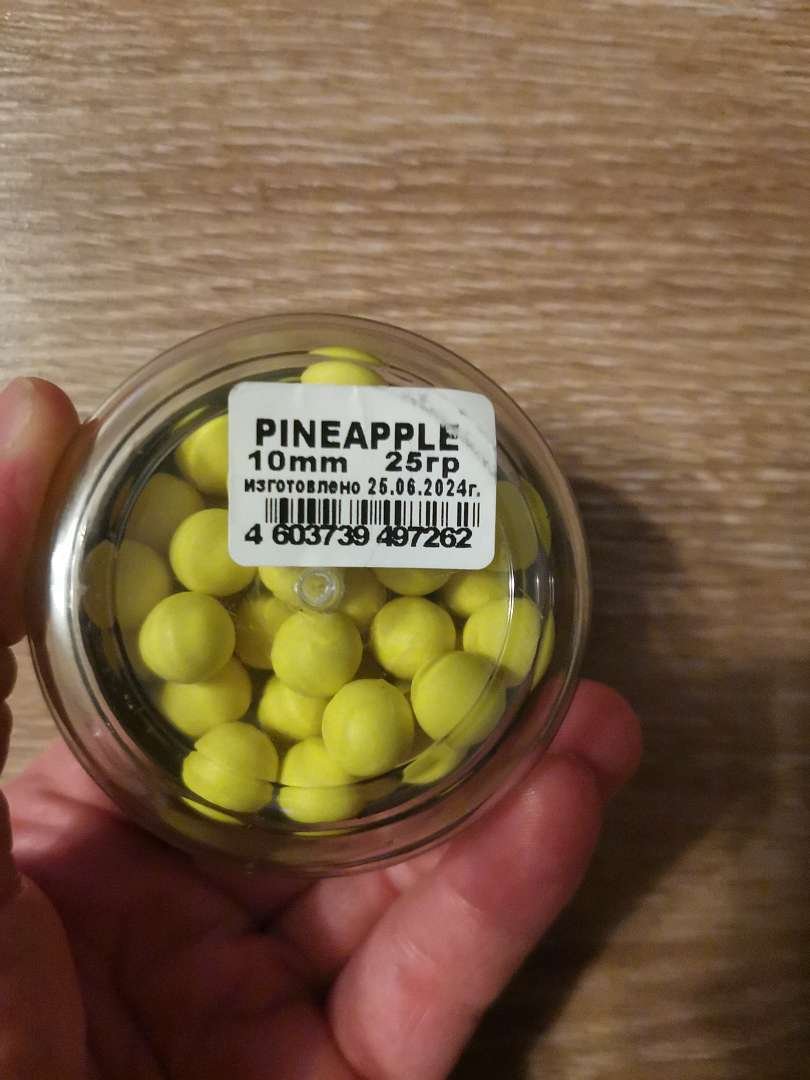 PINEAPPLE
10mm 25гр
изготовлено 25.06.2024г.
4 603739 497262